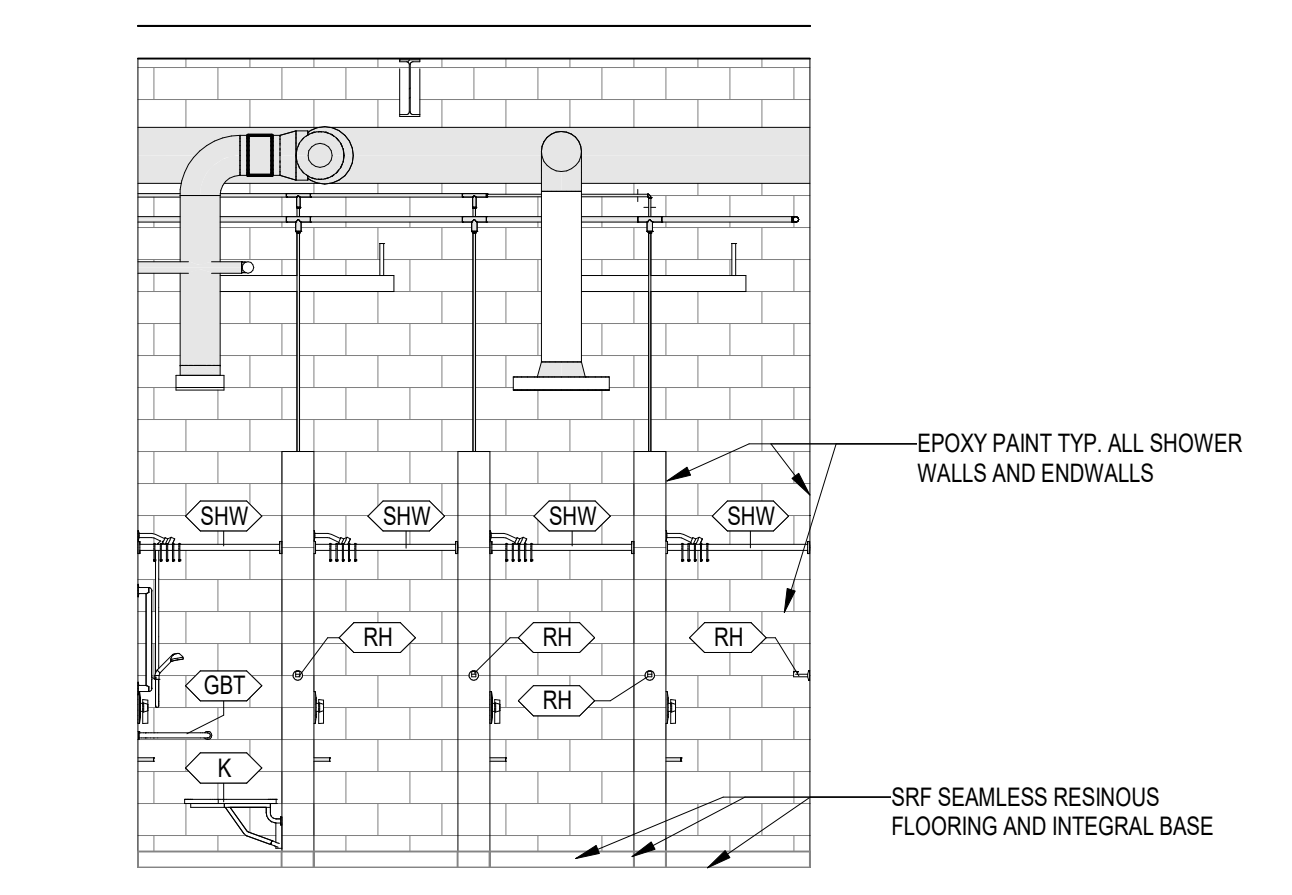 EPOXY PAINT TYP. ALL SHOWER
WALLS AND ENDWALLS
SHW
SHW
SHW
SHW
RH
RH
RH
GBT
RH
K
SRF SEAMLESS RESINOUS
FLOORING AND INTEGRAL BASE